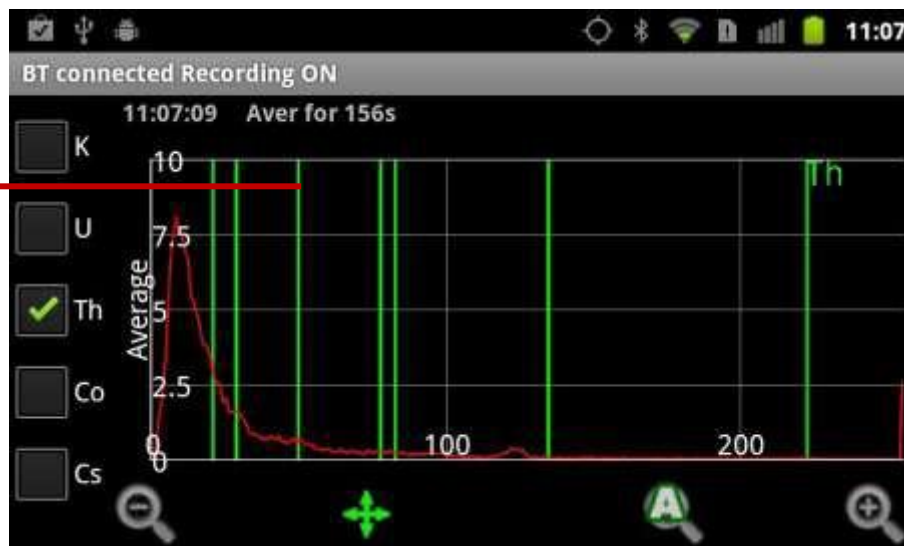 11:07
BT connected Recording ON
11:07:09 Aver for 156s
K
U
Th
Co
Cs
Average
10
7.5
5
2.5
0
0
100
200
Th
A